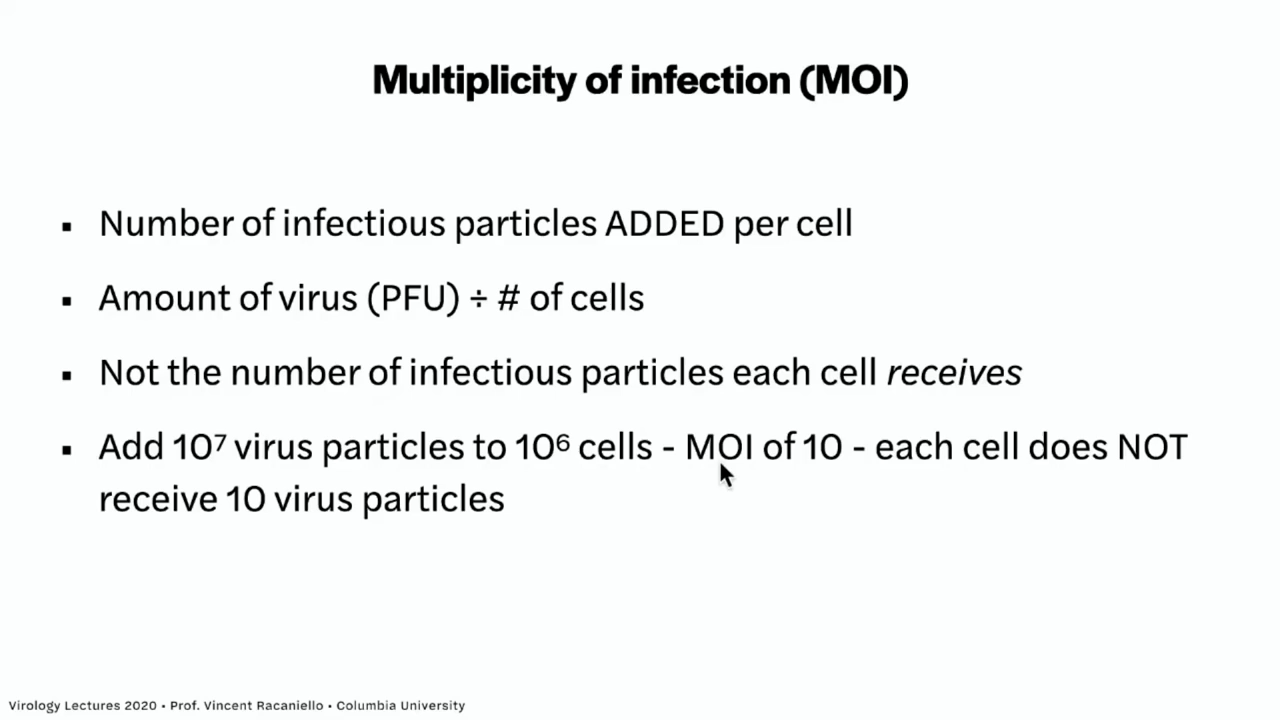 Multiplicity of infection (MOI)
▪ Number of infectious particles ADDED per cell
▪ Amount of virus (PFU) ÷ # of cells
▪ Not the number of infectious particles each cell receives
▪ Add 10⁷ virus particles to 10⁶ cells - MOI of 10 - each cell does NOT
receive 10 virus particles
Virology Lectures 2020 • Prof. Vincent Racaniello • Columbia University